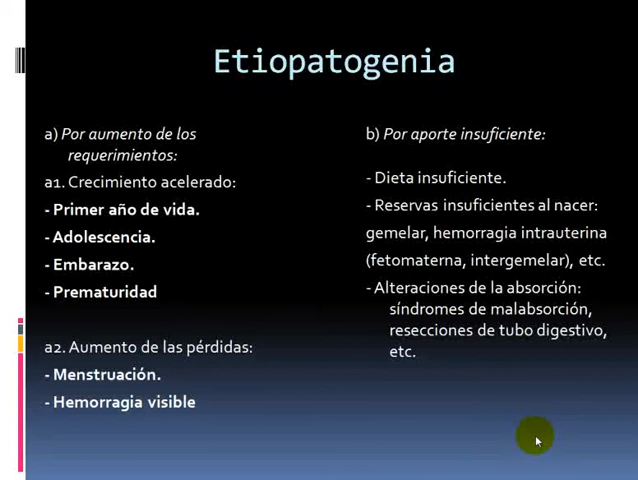 Etiopatogenia
a) Por aumento de los
requerimientos:
a1. Crecimiento acelerado:
- Primer año de vida.
- Adolescencia.
- Embarazo.
- Prematuridad
a2. Aumento de las pérdidas:
- Menstruación.
- Hemorragia visible
b) Por aporte insuficiente:
- Dieta insuficiente.
- Reservas insuficientes al nacer:
gemelar, hemorragia intrauterina
(fetomaterna, intergemelar), etc.
- Alteraciones de la absorción:
síndromes de malabsorción,
resecciones de tubo digestivo,
etc.